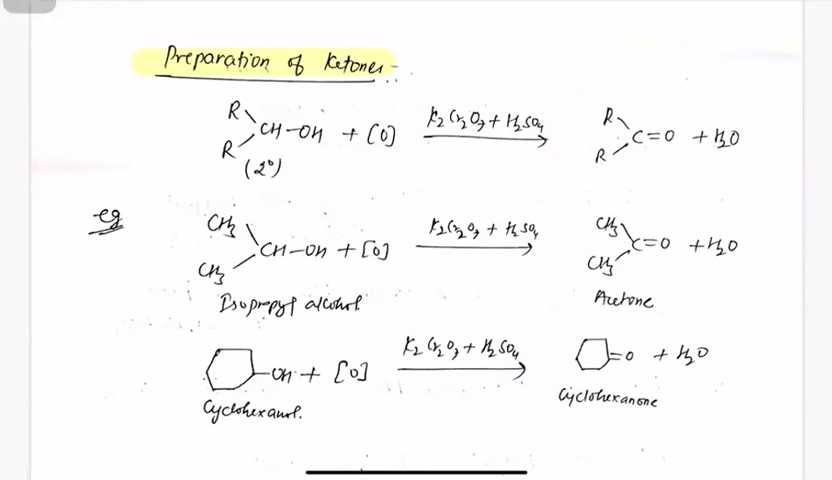 Preparation of Ketones -
R
R
CH-OH + [O] K2Cr2O7 + H2SO4 R
R
C=O + H2O
(2°)
eg
CH3
CH3
CH-OH + [O] K2Cr2O7 + H2SO4 CH3
CH3
C=O + H2O
Isopropyl alcohol. Acetone
-OH + [O] K2Cr2O7 + H2SO4 =O + H2O
Cyclohexanol. Cyclohexanone